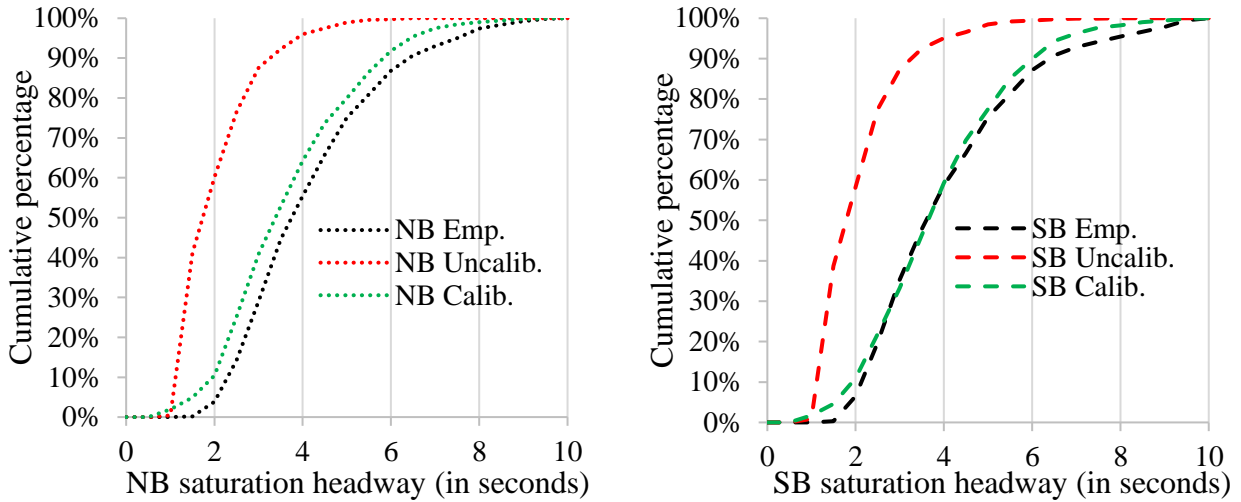 Cumulative percentage
100%
90%
80%
70%
60%
50%
40%
30%
20%
10%
0%
NB Emp.
NB Uncalib.
NB Calib.
0 2 4 6 8 10
NB saturation headway (in seconds)
Cumulative percentage
100%
90%
80%
70%
60%
50%
40%
30%
20%
10%
0%
SB Emp.
SB Uncalib.
SB Calib.
0 2 4 6 8 10
SB saturation headway (in seconds)